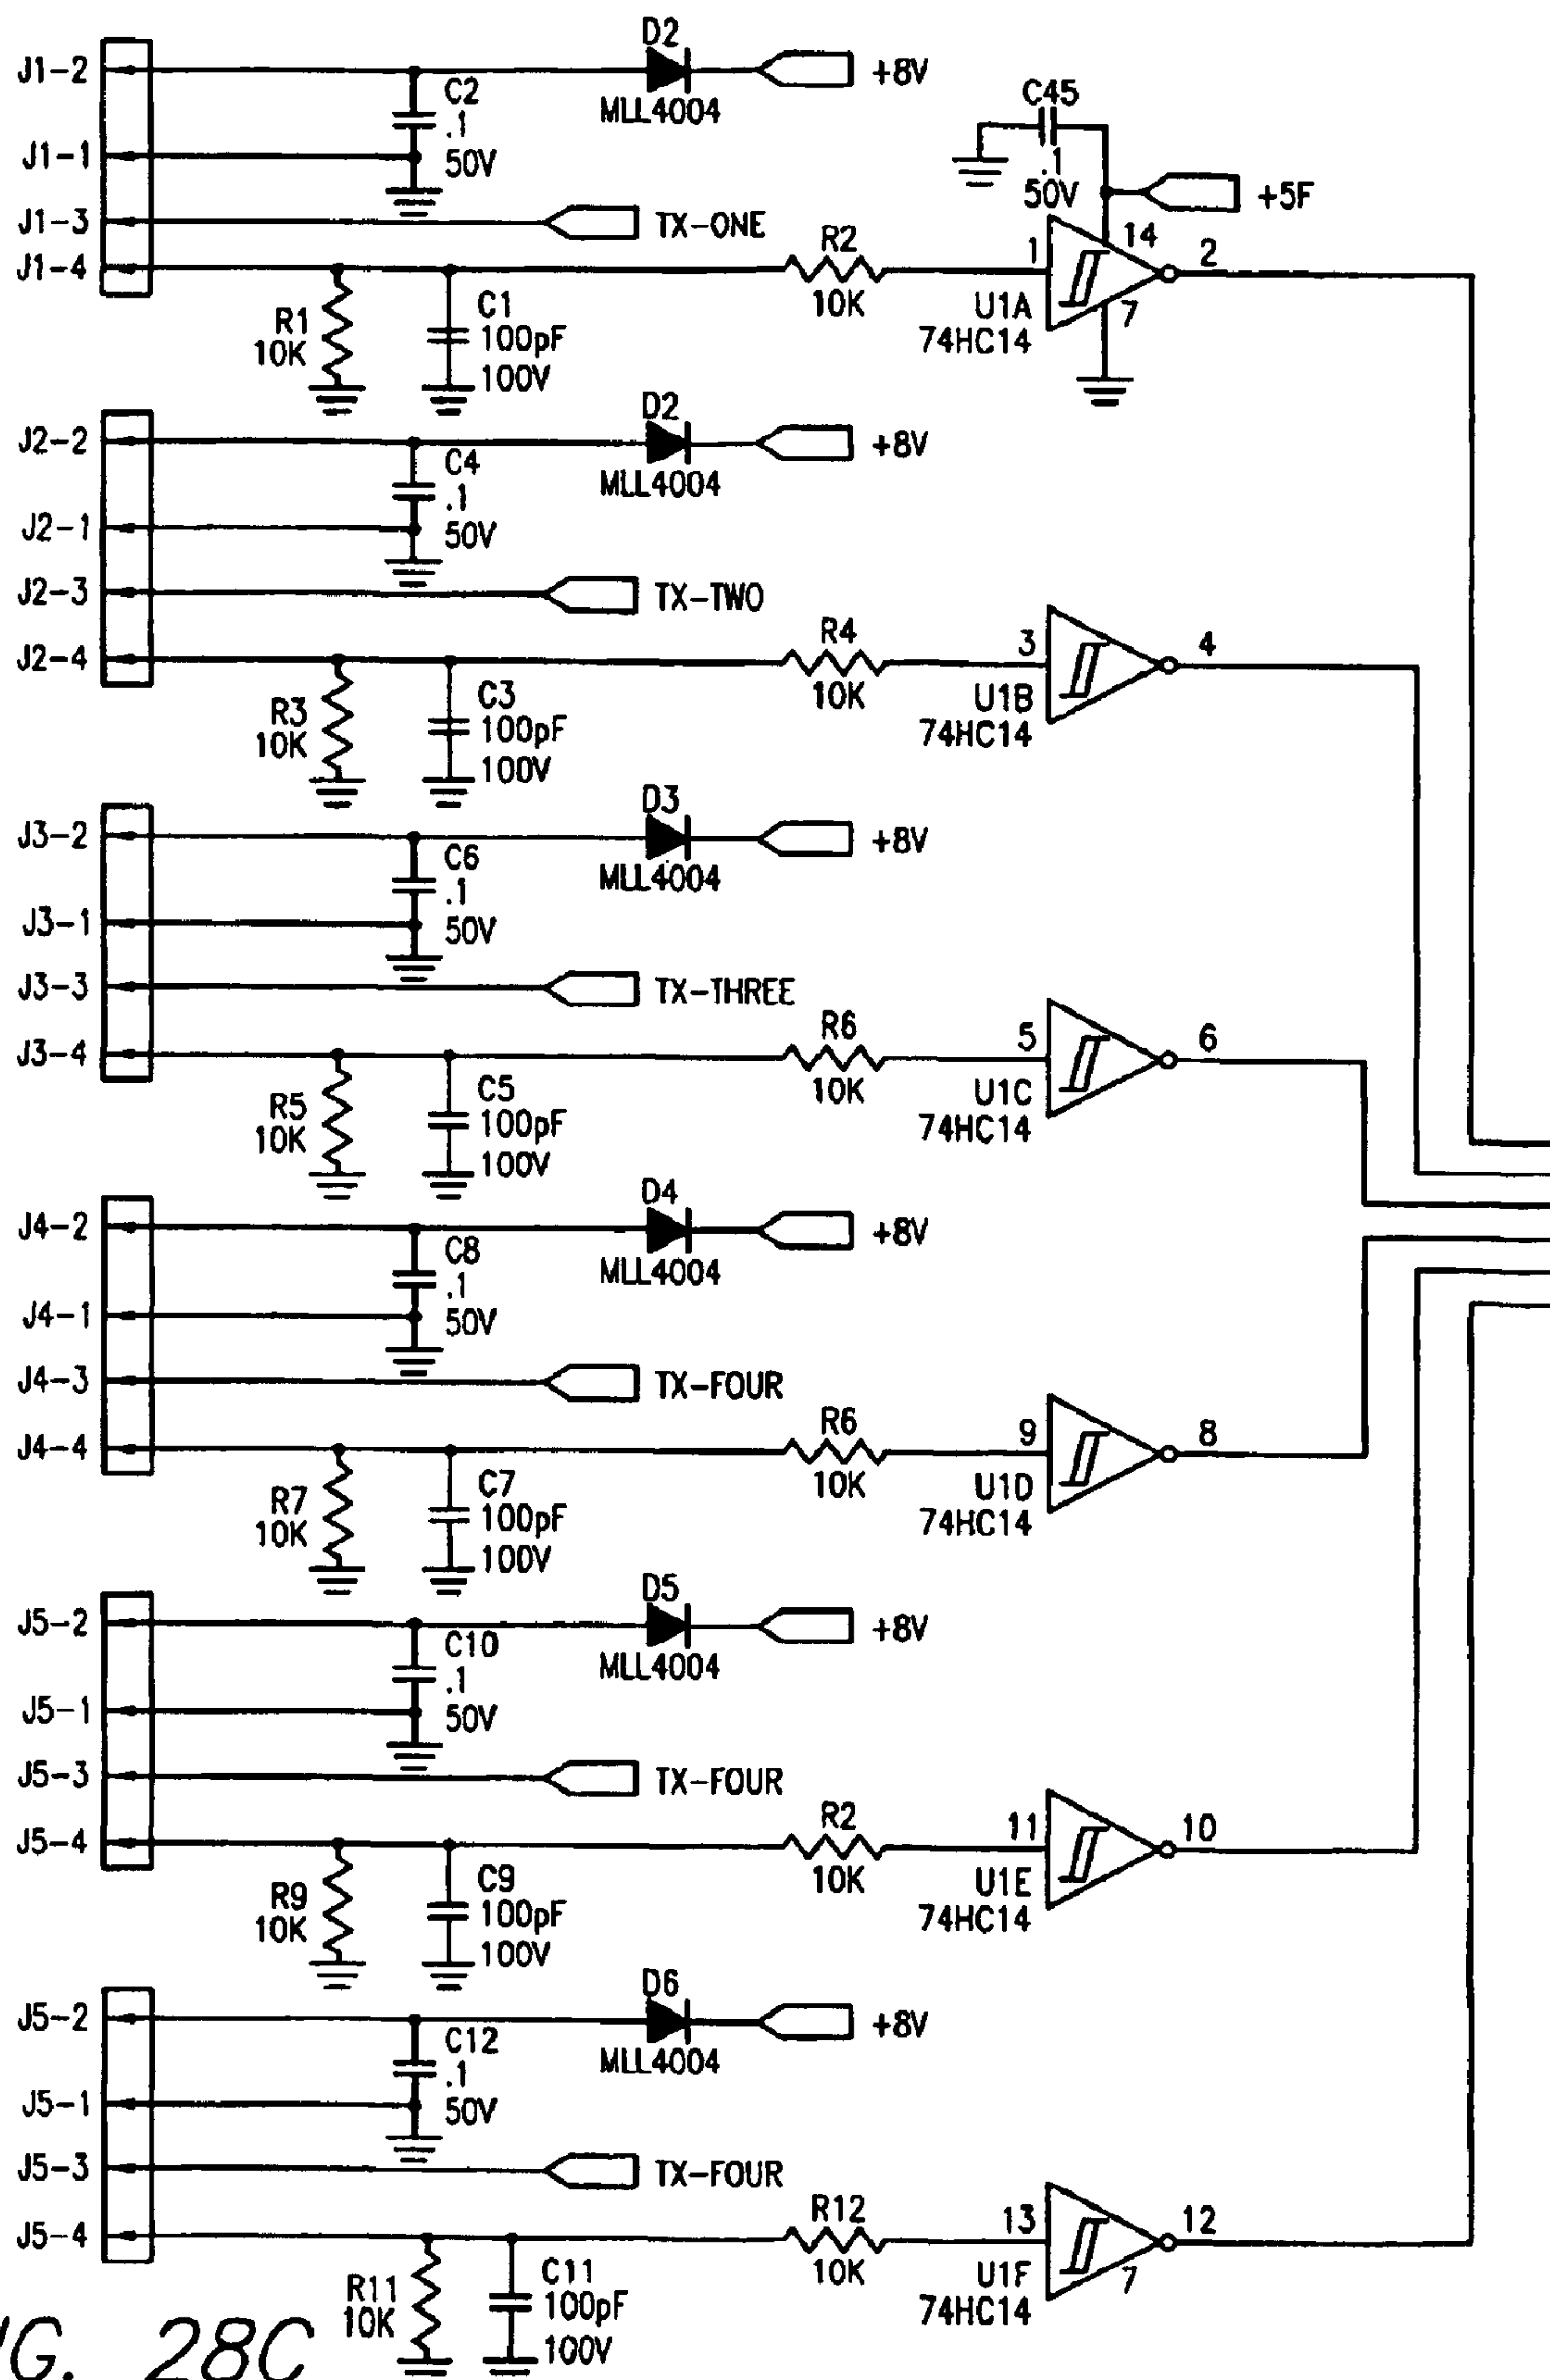 D2
J1-2
+8V
C2
.1
50V
MLL4004
J1-1
J1-3
TX-ONE
J1-4
R1
10K
C1
100pF
100V
R2
10K
C45
.1
50V
+5F
1
14
2
7
U1A
74HC14
D2
J2-2
+8V
C4
.1
50V
MLL4004
J2-1
J2-3
TX-TWO
J2-4
R3
10K
C3
100pF
100V
R4
10K
3
4
U1B
74HC14
D3
J3-2
+8V
C6
.1
50V
MLL4004
J3-1
J3-3
TX-THREE
J3-4
R5
10K
C5
100pF
100V
R6
10K
5
6
U1C
74HC14
D4
J4-2
+8V
C8
.1
50V
MLL4004
J4-1
J4-3
TX-FOUR
J4-4
R7
10K
C7
100pF
100V
R6
10K
9
8
U1D
74HC14
D5
J5-2
+8V
C10
.1
50V
MLL4004
J5-1
J5-3
TX-FOUR
J5-4
R9
10K
C9
100pF
100V
R2
10K
11
10
U1E
74HC14
D6
J5-2
+8V
C12
.1
50V
MLL4004
J5-1
J5-3
TX-FOUR
J5-4
R11
10K
C11
100pF
100V
R12
10K
13
12
7
U1F
74HC14
28C